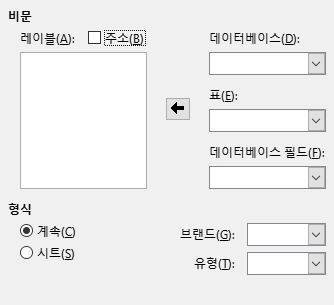 비문
레이블(A): 주소(B) 데이터베이스(D):
표(E):
데이터베이스 필드(F):
형식
계속(C) 브랜드(G):
시트(S) 유형(T):